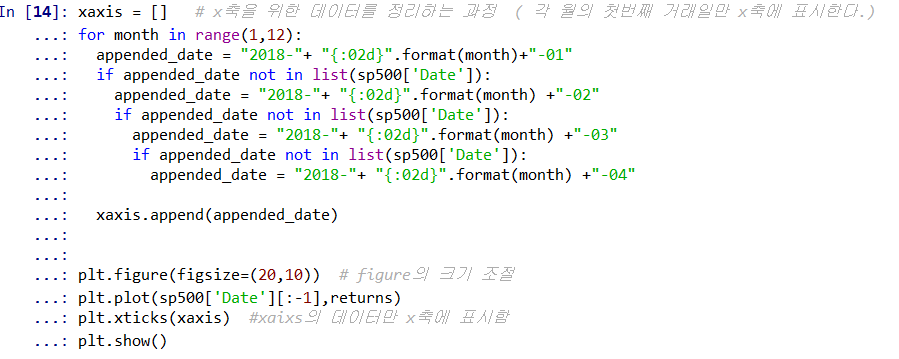 In [14]: xaxis = []   # x축을 위한 데이터를 정리하는 과정  ( 각 월의 첫번째 거래일만 x축에 표시한다.)
    ...: for month in range(1,12):
    ...:   appended_date = "2018-"+ "{:02d}".format(month)+"-01"
    ...:   if appended_date not in list(sp500['Date']):
    ...:     appended_date = "2018-"+ "{:02d}".format(month) +"-02"
    ...:     if appended_date not in list(sp500['Date']):
    ...:       appended_date = "2018-"+ "{:02d}".format(month) +"-03"
    ...:       if appended_date not in list(sp500['Date']):
    ...:         appended_date = "2018-"+ "{:02d}".format(month) +"-04"
    ...:
    ...:   xaxis.append(appended_date)
    ...:
    ...:
    ...: plt.figure(figsize=(20,10))  # figure의 크기 조절
    ...: plt.plot(sp500['Date'][:-1],returns)
    ...: plt.xticks(xaxis)  #xaixs의 데이터만 x축에 표시함
    ...: plt.show()